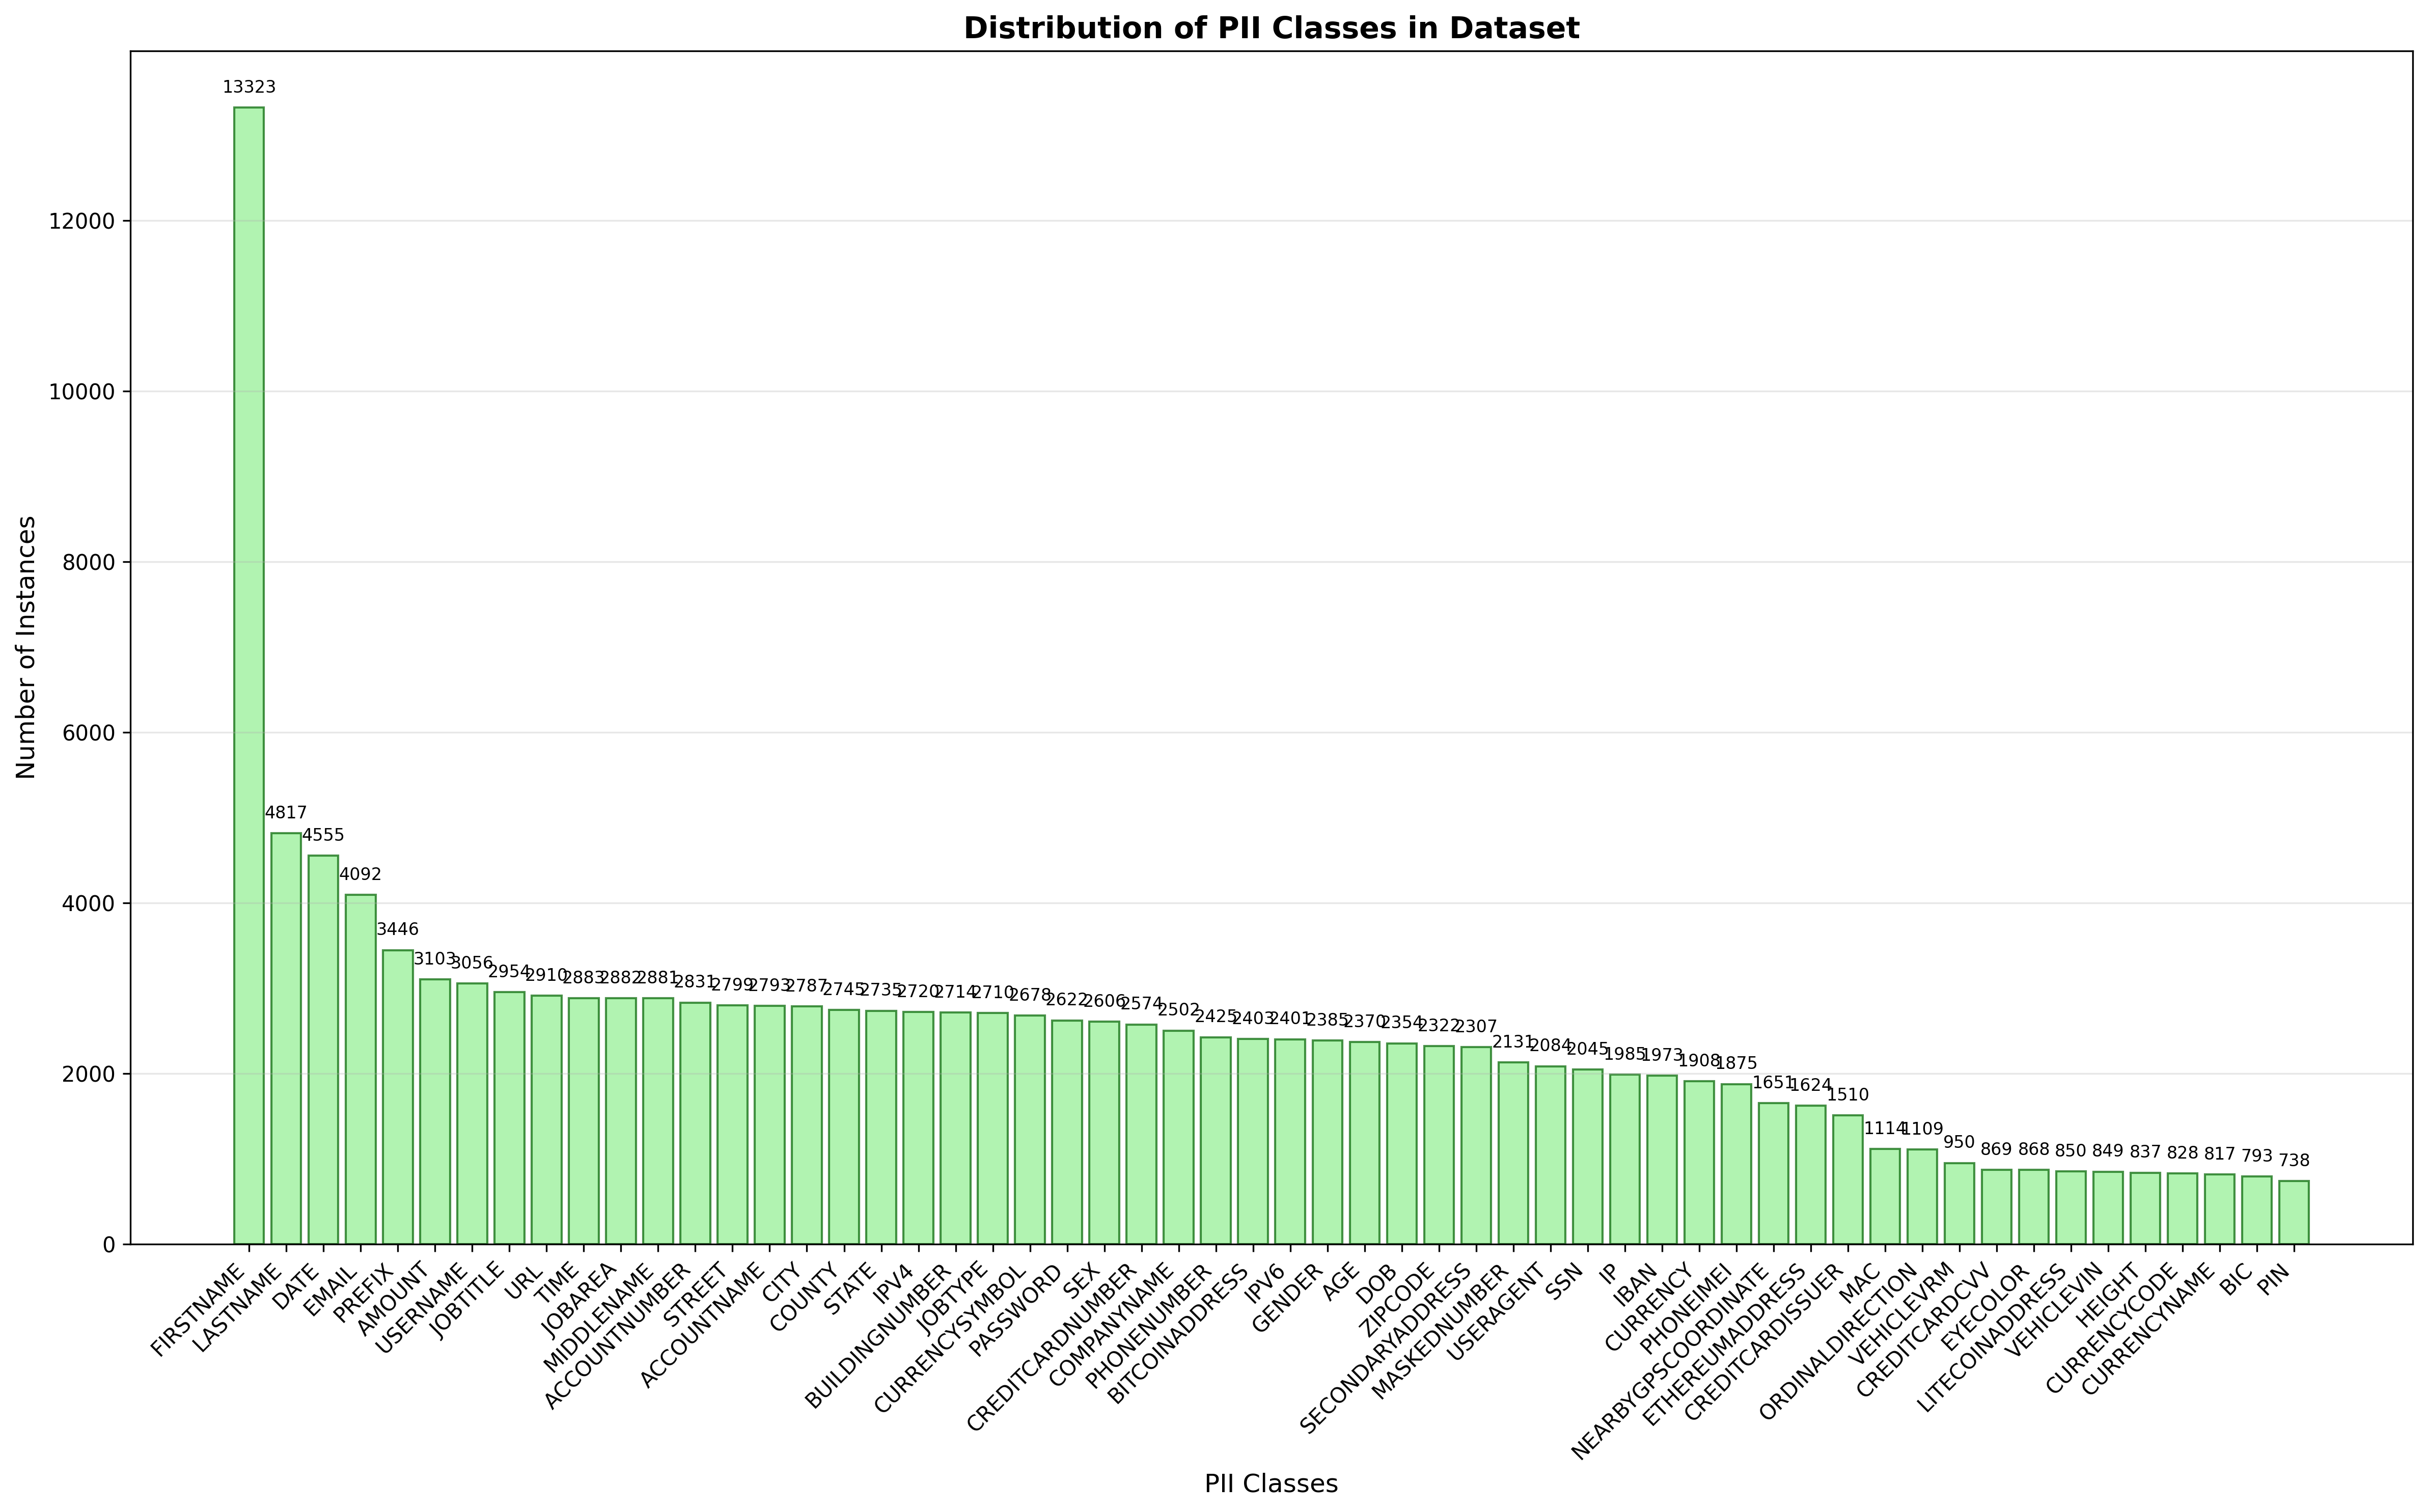 Distribution of PII Classes in Dataset
Number of Instances
12000
10000
8000
6000
4000
2000
0
13323
4817
4555
4092
3446
3103
3056
2954
2910
2883
2882
2881
2831
2799
2793
2787
2745
2735
2720
2714
2710
2678
2622
2606
2574
2502
2425
2403
2401
2385
2370
2354
2322
2307
2131
2084
2045
1985
1973
1908
1875
1651
1624
1510
1114
1109
950
869
868
850
849
837
828
817
793
738
FIRSTNAME
LASTNAME
DATE
EMAIL
PREFIX
AMOUNT
USERNAME
JOBTITLE
URL
TIME
JOBAREA
MIDDLENAME
ACCOUNTNUMBER
STREET
ACCOUNTNAME
CITY
COUNTY
STATE
IPV4
BUILDINGNUMBER
JOBTYPE
CURRENCYSYMBOL
PASSWORD
SEX
CREDITCARDNUMBER
COMPANYNAME
PHONENUMBER
BITCOINADDRESS
IPV6
GENDER
AGE
DOB
ZIPCODE
SECONDARYADDRESS
MASKEDNUMBER
USERAGENT
SSN
IP
IBAN
CURRENCY
PHONEIMEI
NEARBYGPSCOORDINATE
ETHEREUMADDRESS
CREDITCARDISSUER
MAC
ORDINALDIRECTION
VEHICLEVRM
CREDITCARDCVV
EYECOLOR
LITECOINADDRESS
VEHICLEVIN
HEIGHT
CURRENCYCODE
CURRENCYNAME
BIC
PIN
PII Classes